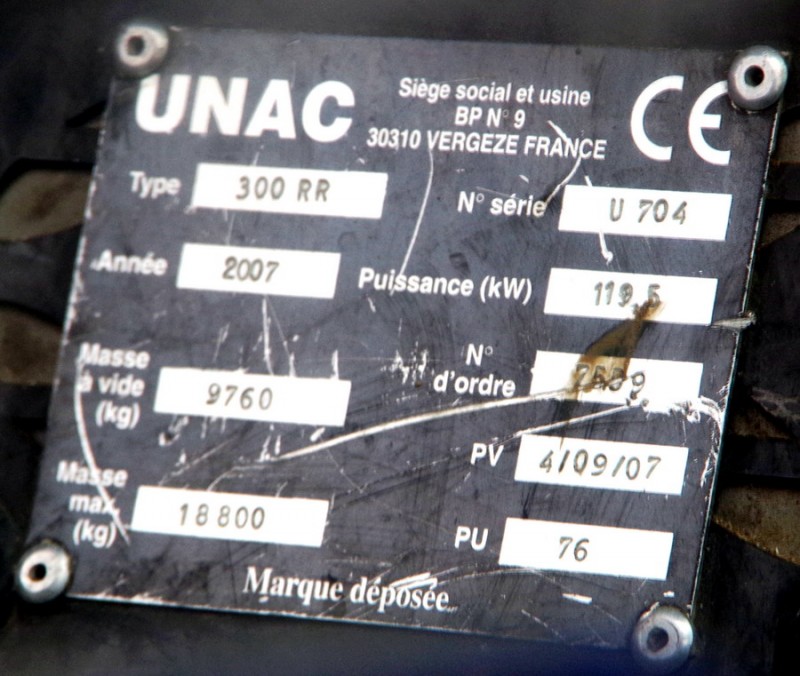 UNAC
Siège social et usine
BP N° 9
30310 VERGEZE FRANCE
CE
Type 300 RR
N° série U 704
Année 2007
Puissance (kW) 119,5
Masse à vide (kg) 9760
N° d'ordre
Masse max. (kg) 18800
PV 4/09/07
PU 76
Marque déposée